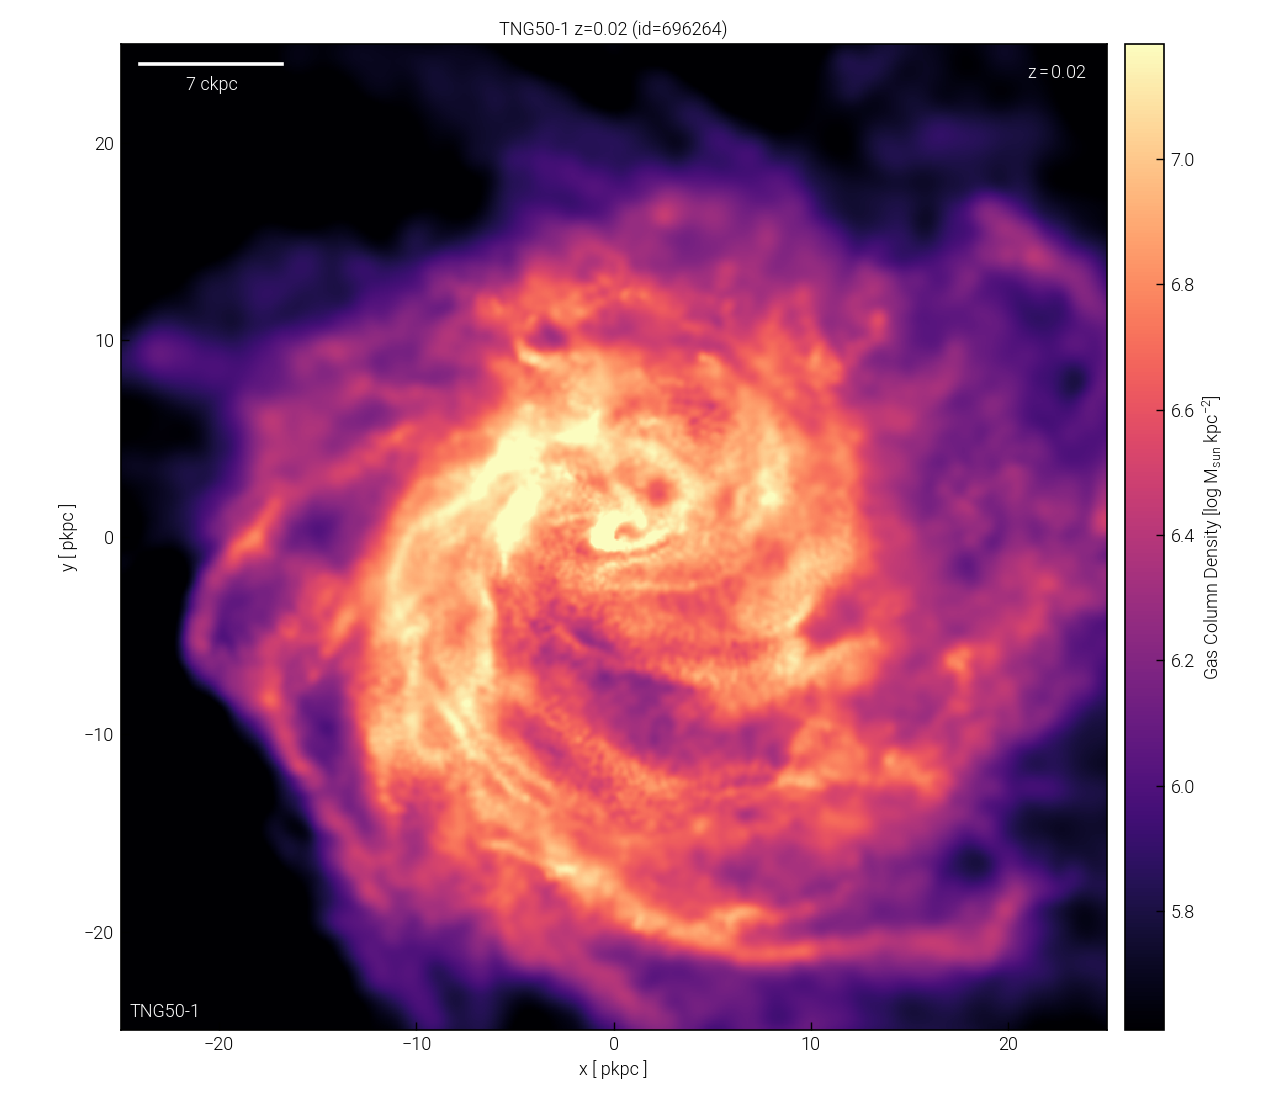 TNG50-1 z=0.02 (id=696264)
7 ckpc
z = 0.02
20
10
0
−10
−20
y [ pkpc ]
TNG50-1
−20
−10
0
10
20
x [ pkpc ]
7.0
6.8
6.6
6.4
6.2
6.0
5.8
Gas Column Density [log M_sun kpc^−2]